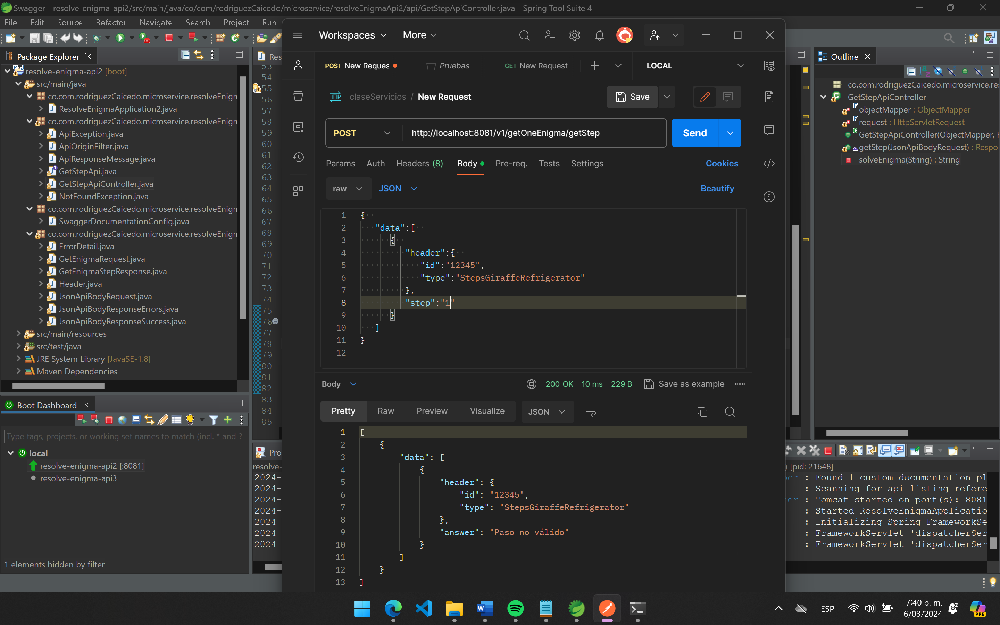 Swagger - resolve-enigma-api2/src/main/java/co/com/rodriguezCaicedo/microservice/resolveEnigmaApi2/api/GetStepApiController.java - Spring Tool Suite 4
File Edit Source Refactor Navigate Search Project Run
Package Explorer
resolve-enigma-api2 [boot]
src/main/java
co.com.rodriguezCaicedo.microservice.resolveEnigm
ResolveEnigmaApplication2.java
co.com.rodriguezCaicedo.microservice.resolveEnigm
ApiException.java
ApiOriginFilter.java
ApiResponseMessage.java
GetStepApi.java
GetStepApiController.java
NotFoundException.java
co.com.rodriguezCaicedo.microservice.resolveEnigm
SwaggerDocumentationConfig.java
co.com.rodriguezCaicedo.microservice.resolveEnigm
ErrorDetail.java
GetEnigmaRequest.java
GetEnigmaStepResponse.java
Header.java
JsonApiBodyRequest.java
JsonApiBodyResponseErrors.java
JsonApiBodyResponseSuccess.java
src/main/resources
src/test/java
JRE System Library [JavaSE-1.8]
Maven Dependencies
Boot Dashboard
Type tags, projects, or working set names to match (incl. * and ?
local
resolve-enigma-api2 [:8081]
resolve-enigma-api3
1 elements hidden by filter
Res
53
54
55
56
57
58
59
60
61
62
63
64
65
66
67
68
69
70
71
72
73
74
75
76
77
78
79
80
81
82
83
84
85
Pro
resolve-
2024-
2024-
2024-
2024-
2024-
2024-
2024-
Workspaces More
POST New Reques Pruebas GET New Request LOCAL
HTTP claseServicios / New Request Save
POST http://localhost:8081/v1/getOneEnigma/getStep Send
Params Auth Headers (8) Body Pre-req. Tests Settings Cookies
raw JSON Beautify
1 {
2 "data":[
3 {
4 "header":{
5 "id":"12345",
6 "type":"StepsGiraffeRefrigerator"
7 },
8 "step":"1"
9 }
10 ]
11 }
12
Body 200 OK 10 ms 229 B Save as example
Pretty Raw Preview Visualize JSON
1 [
2 {
3 "data": [
4 {
5 "header": {
6 "id": "12345",
7 "type": "StepsGiraffeRefrigerator"
8 },
9 "answer": "Paso no válido"
10 }
11 ]
12 }
13 ]
Outline
co.com.rodriguezCaicedo.microservice.re
GetStepApiController
objectMapper : ObjectMapper
request : HttpServletRequest
GetStepApiController(ObjectMapper, H
getStep(JsonApiBodyRequest) : Respor
solveEnigma(String) : String
) [pid: 21648]
per : Found 1 custom documentation pl
: Scanning for api listing refere
ner : Tomcat started on port(s): 8081
: Started ResolveEnigmaApplicatio
: Initializing Spring FrameworkSe
: FrameworkServlet 'dispatcherSer
: FrameworkServlet 'dispatcherSer
ESP
7:40 p. m.
6/03/2024
PRE